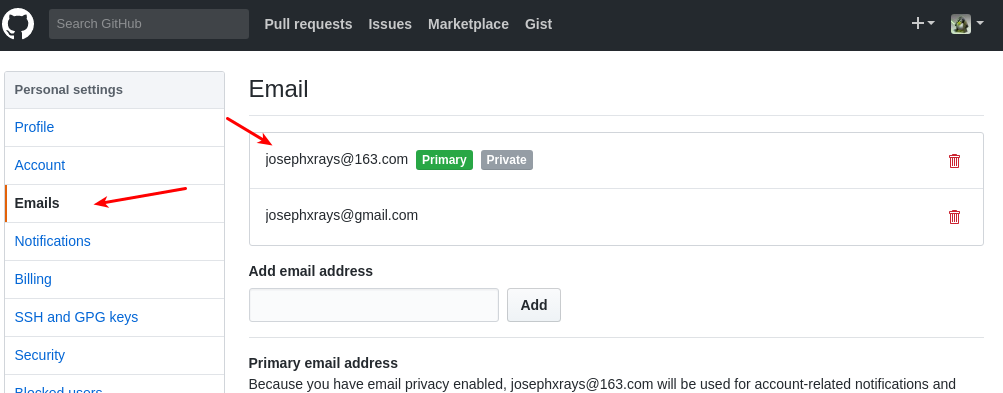 Search GitHub Pull requests Issues Marketplace Gist
Personal settings
Profile
Account
Emails
Notifications
Billing
SSH and GPG keys
Security
Blocked users
Email
josephxrays@163.com Primary Private
josephxrays@gmail.com
Add email address
Add
Primary email address
Because you have email privacy enabled, josephxrays@163.com will be used for account-related notifications and